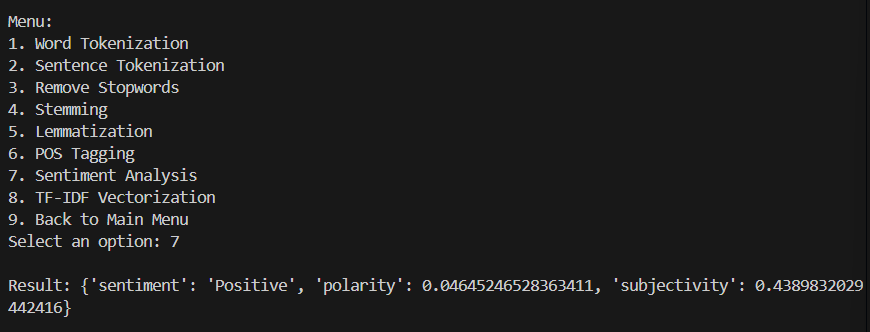 Menu:
1. Word Tokenization
2. Sentence Tokenization
3. Remove Stopwords
4. Stemming
5. Lemmatization
6. POS Tagging
7. Sentiment Analysis
8. TF-IDF Vectorization
9. Back to Main Menu
Select an option: 7
Result: {'sentiment': 'Positive', 'polarity': 0.04645246528363411, 'subjectivity': 0.4389832029
442416}